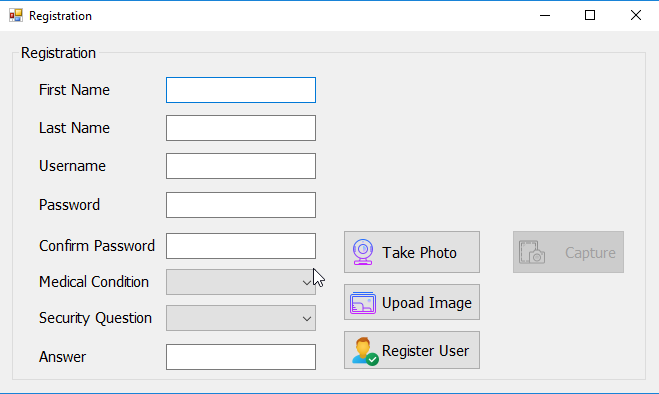 Registration
Registration
First Name
Last Name
Username
Password
Confirm Password
Take Photo
Capture
Medical Condition
Upoad Image
Security Question
Answer
Register User